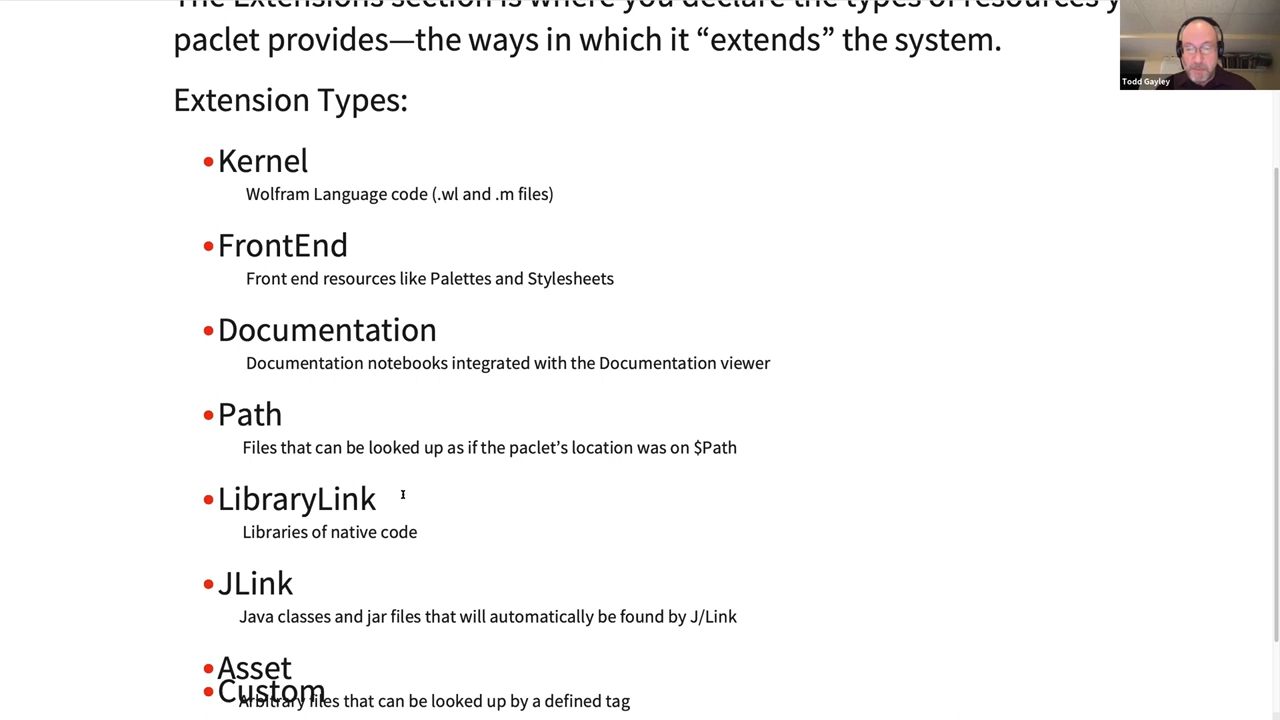 The Extensions section is where you declare the types of resources y
paclet provides—the ways in which it “extends” the system.
Todd Gayley
Extension Types:
•Kernel
Wolfram Language code (.wl and .m files)
•FrontEnd
Front end resources like Palettes and Stylesheets
•Documentation
Documentation notebooks integrated with the Documentation viewer
•Path
Files that can be looked up as if the paclet’s location was on $Path
•LibraryLink
Libraries of native code
•JLink
Java classes and jar files that will automatically be found by J/Link
•Asset
•Custom
Arbitrary files that can be looked up by a defined tag